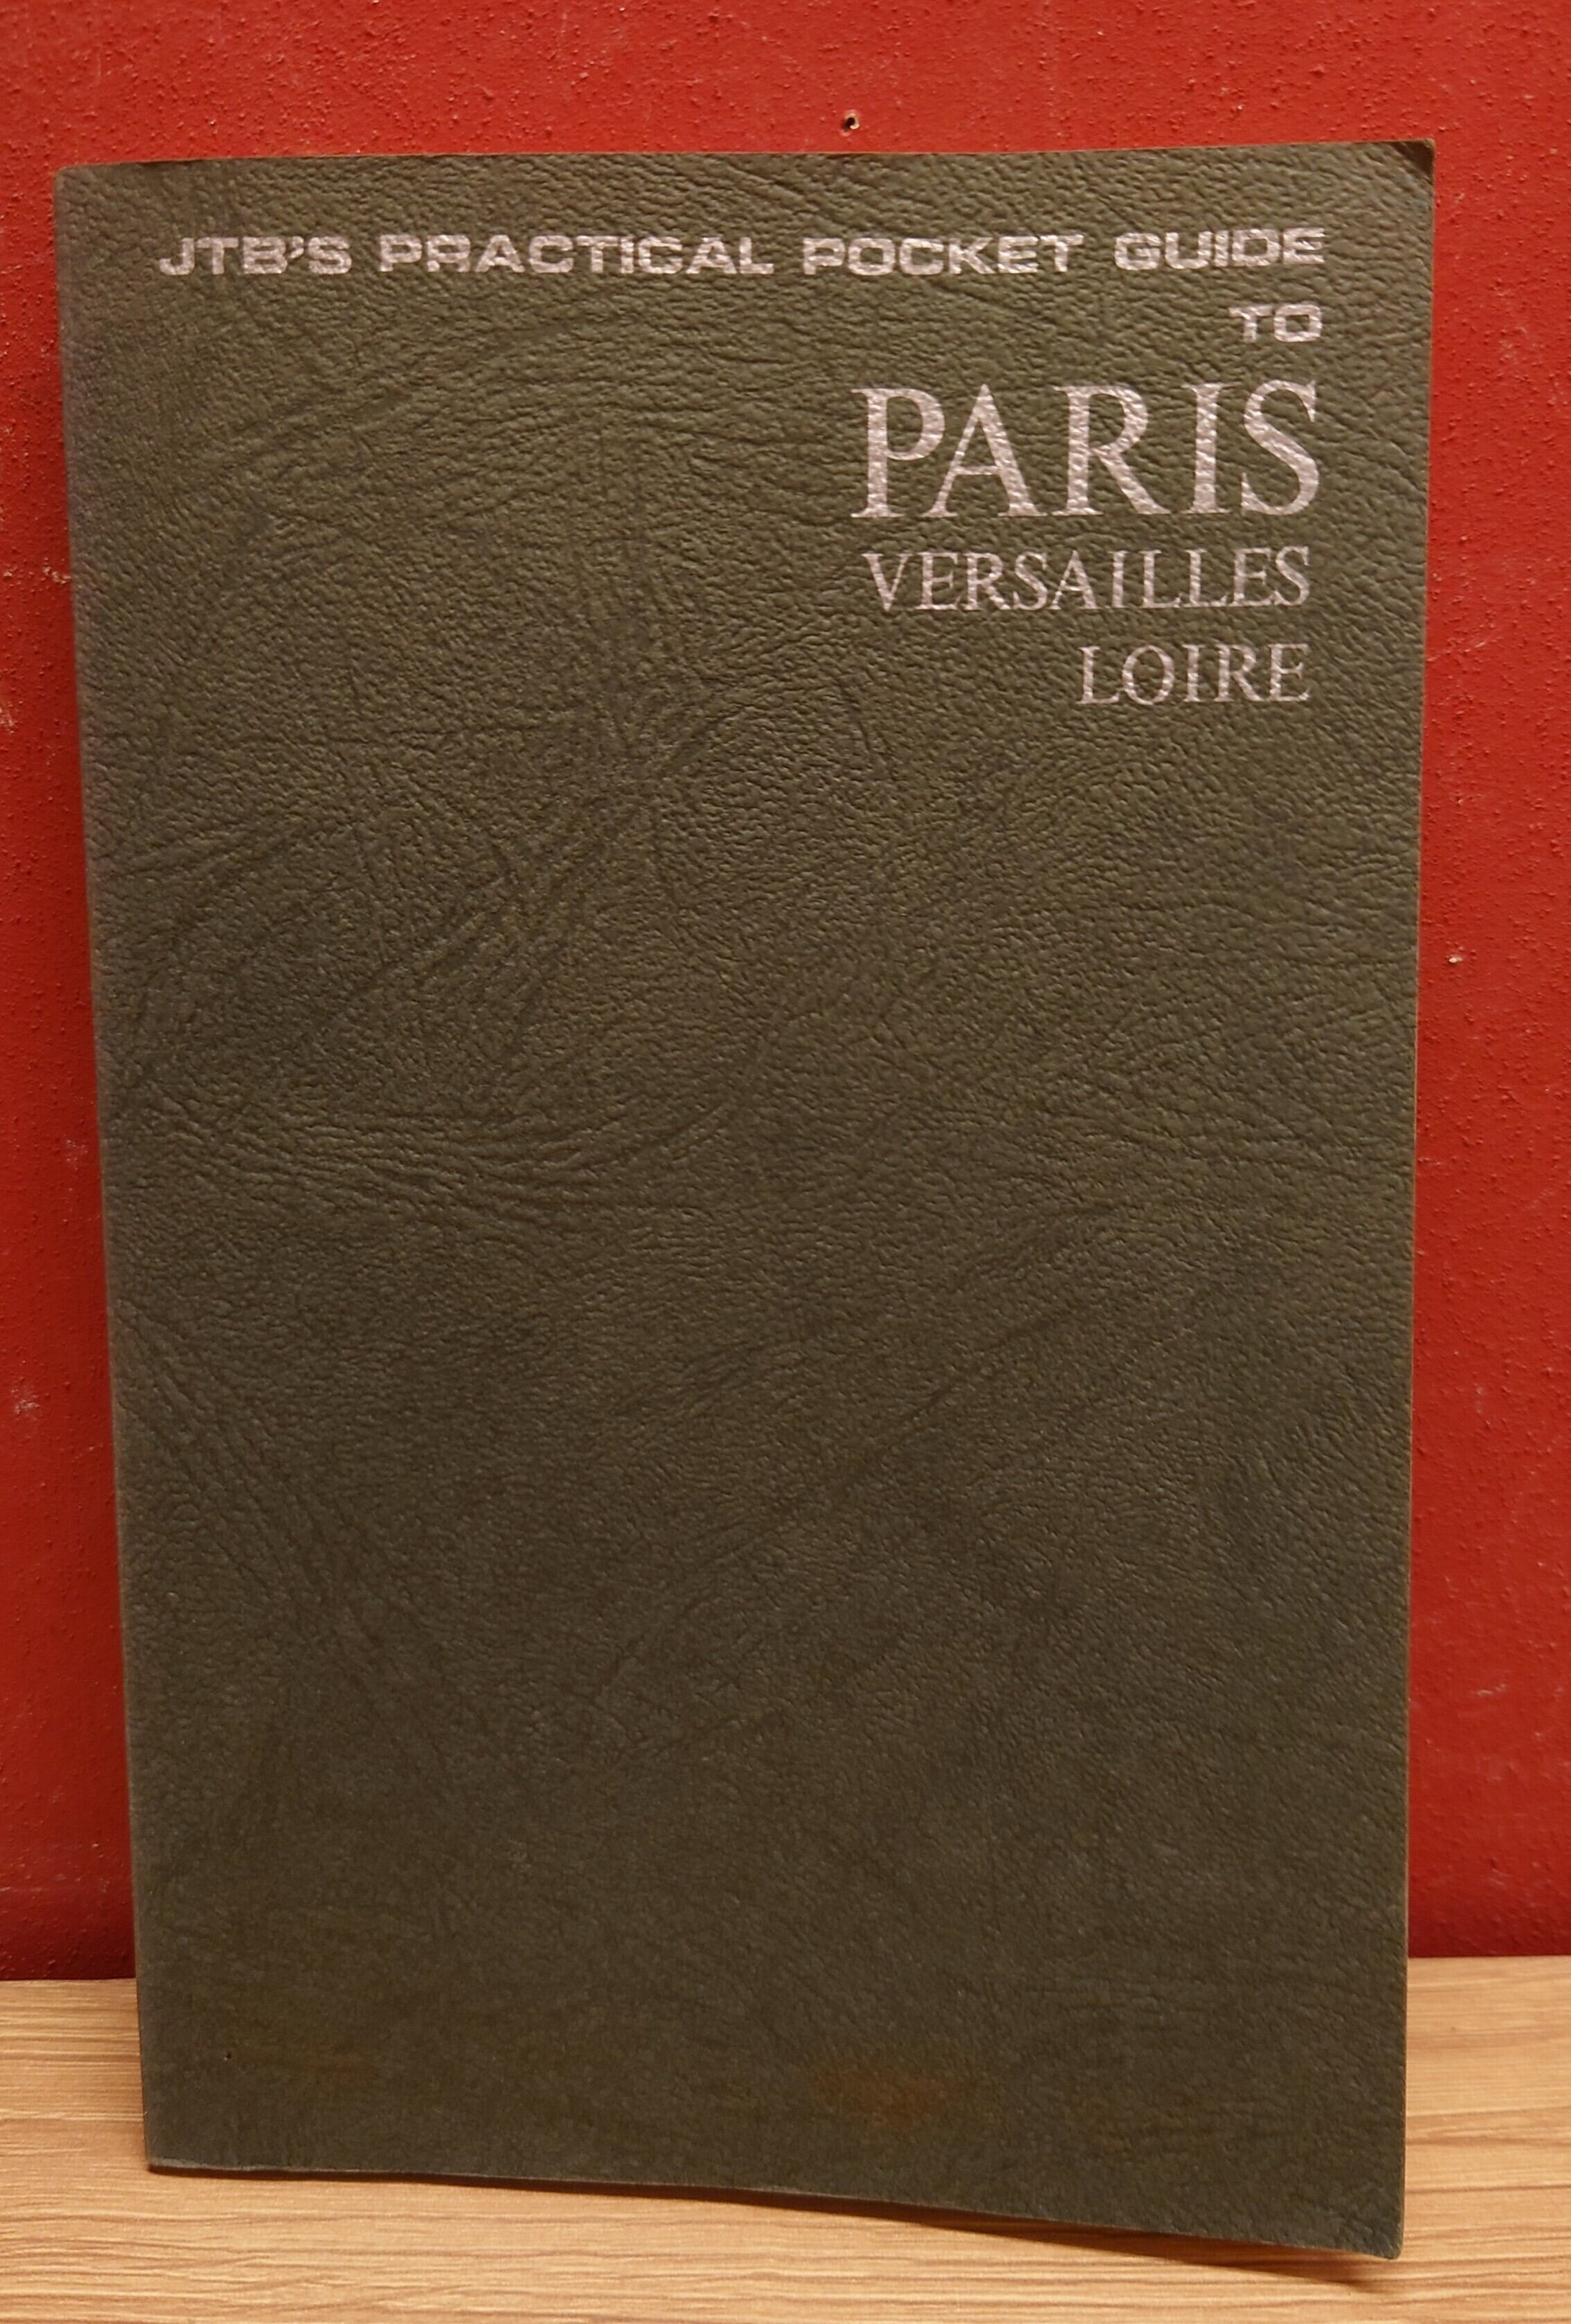 JTB'S PRACTICAL POCKET GUIDE
TO
PARIS
VERSAILLES
LOIRE